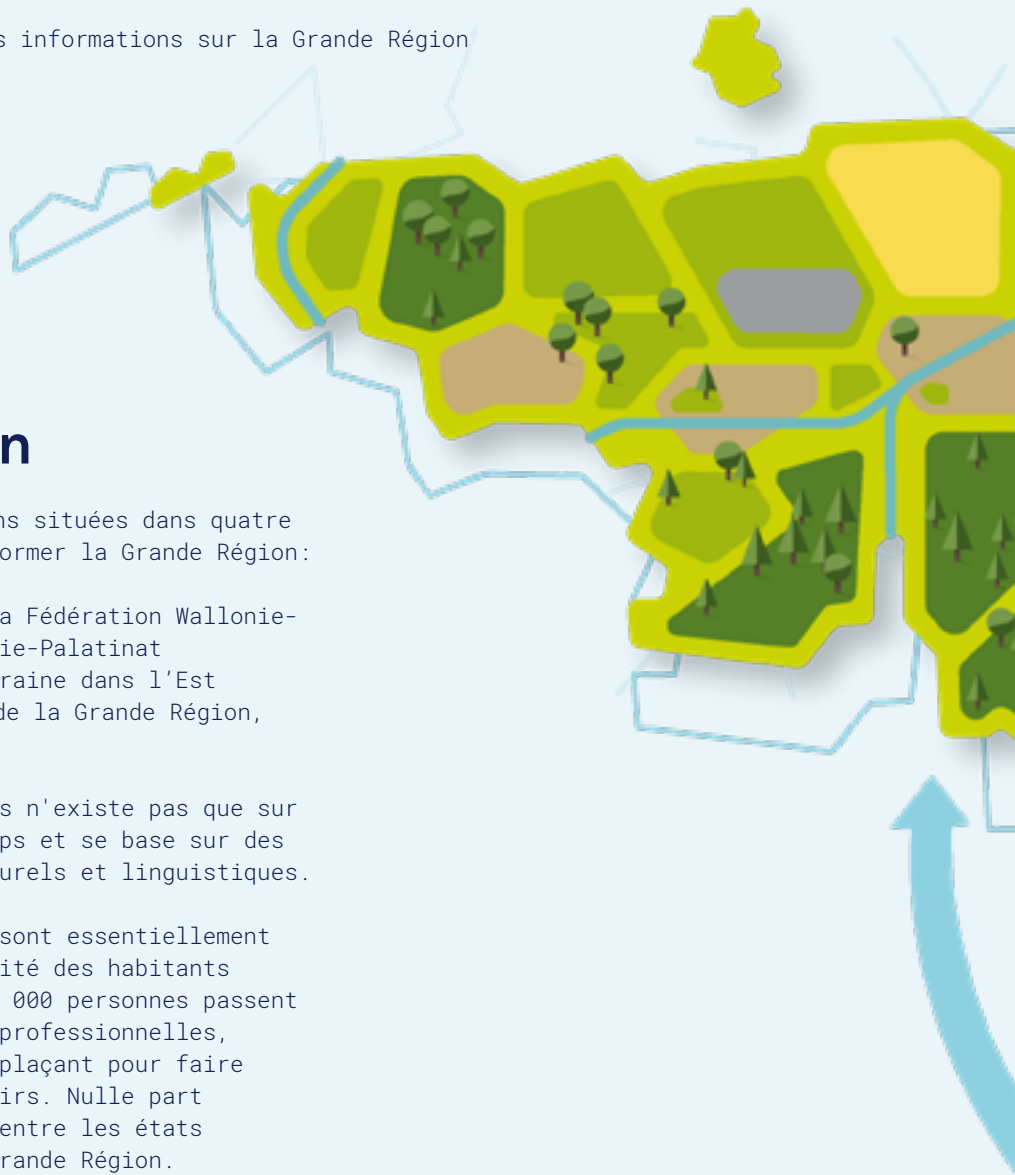 s informations sur la Grande Région
n
ns situées dans quatre
ormer la Grande Région:
a Fédération Wallonie-
ie-Palatinat
raine dans l’Est
de la Grande Région,
s n'existe pas que sur
ps et se base sur des
urels et linguistiques.
sont essentiellement
ité des habitants
000 personnes passent
professionnelles,
plaçant pour faire
irs. Nulle part
entre les états
rande Région.